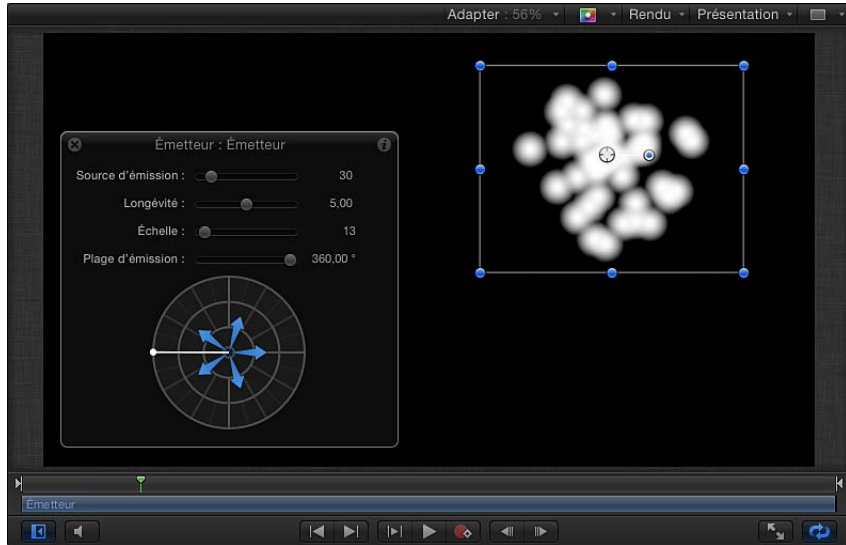 Adapter : 56% Rendu Présentation
Émetteur : Émetteur
Source d'émission : 30
Longévité : 5,00
Échelle : 13
Plage d'émission : 360,00 °
Émetteur